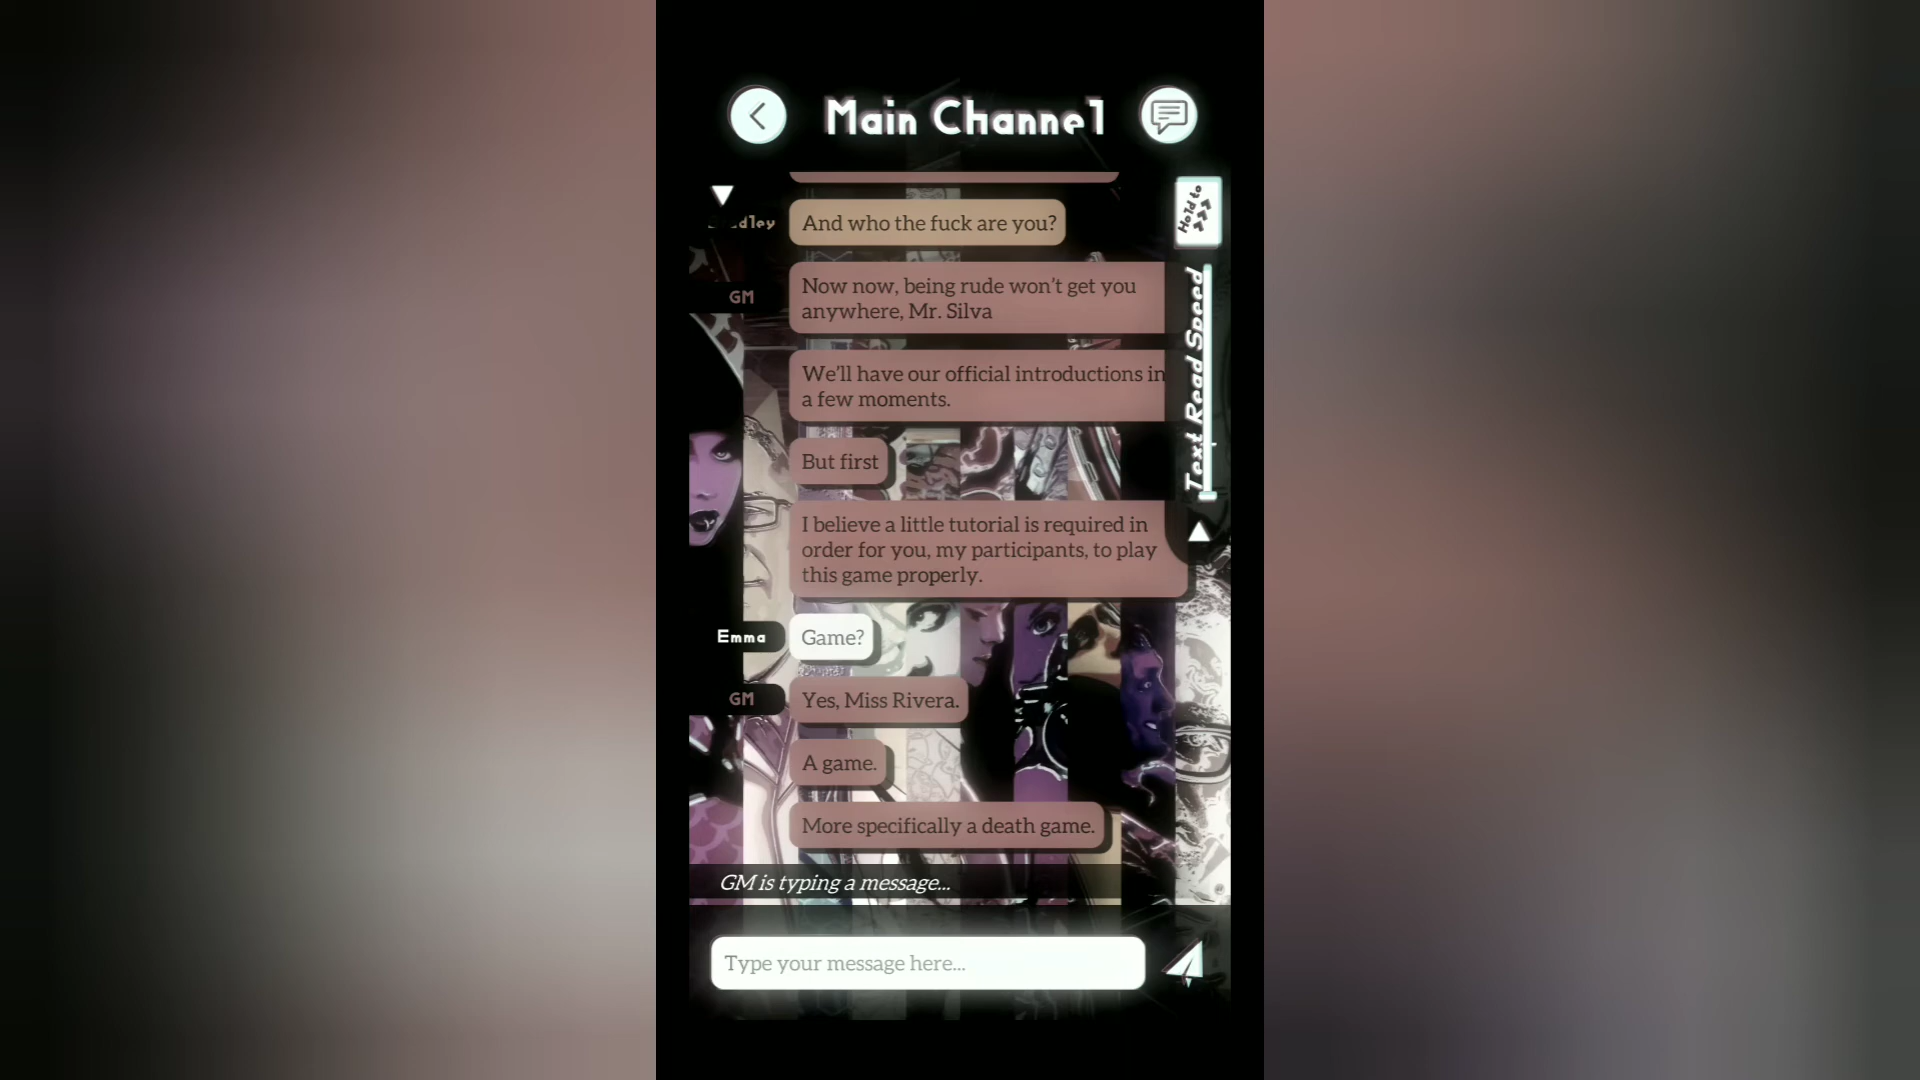 Main Channel
Hold to
And who the fuck are you?
GM
Now now, being rude won't get you
anywhere, Mr. Silva
Text Read Speed
We'll have our official introductions in
a few moments.
But first
I believe a little tutorial is required in
order for you, my participants, to play
this game properly.
Emma
Game?
GM
Yes, Miss Rivera.
A game.
More specifically a death game.
GM is typing a message...
Type your message here...